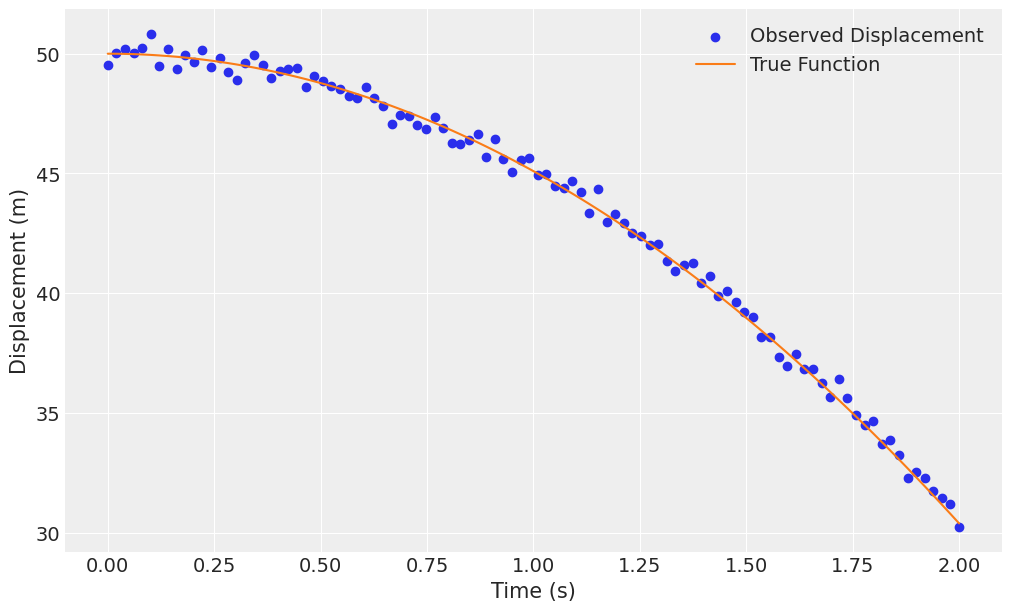 Observed Displacement
True Function
Displacement (m)
50
45
40
35
30
0.00 0.25 0.50 0.75 1.00 1.25 1.50 1.75 2.00
Time (s)